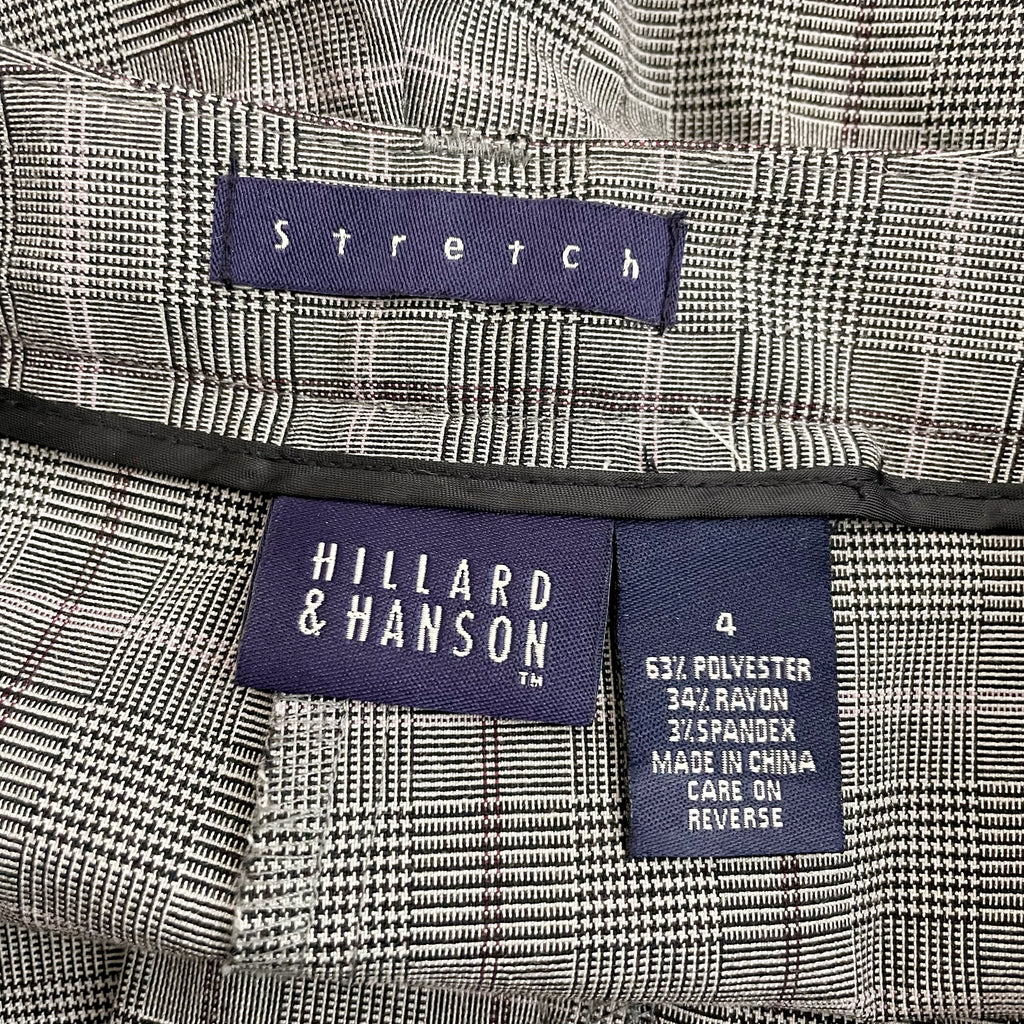 Stretch
HILLARD
& HANSON
TM
4
63% POLYESTER
34% RAYON
3% SPANDEX
MADE IN CHINA
CARE ON
REVERSE